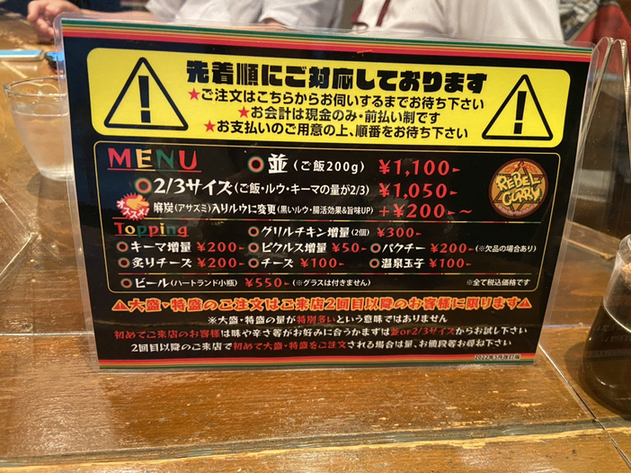 先着順にご対応しております
★ご注文はこちらからお伺いするまでお待ち下さい
★お会計は現金のみ・前払い制です
★お支払いのご用意の上、順番をお待ち下さい
MENU
並(ご飯200g) ¥1,100-
2/3サイズ(ご飯・ルウ・キーマの量が2/3) ¥1,050-
オススメ! 麻炭(アサズミ)入りルウに変更(黒いルウ・腸活効果&旨味UP) +¥200-~
REBEL CURRY
Topping
グリルチキン増量(2個) ¥300-
キーマ増量 ¥200- ピクルス増量 ¥50- パクチー ¥200-(※欠品の場合あり)
炙りチーズ ¥200- チーズ ¥100- 温泉玉子 ¥100-
ビール(ハートランド小瓶) ¥550-(※グラスは付きません) ※全て税込価格です
⚠大盛・特盛のご注文はご来店2回目以降のお客様に限ります⚠
※大盛・特盛の量が特別多いという意味ではありません
初めてご来店のお客様は味や辛さ等がお好みに合うかまずは並or2/3サイズからお試し下さい
2回目以降のご来店で初めて大盛・特盛をご注文される場合は量、お値段等お尋ね下さい